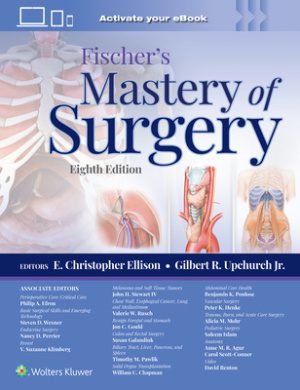 Activate your eBook
Fischer's
Mastery of
Surgery
Eighth Edition
EDITORS E. Christopher Ellison • Gilbert R. Upchurch Jr.
ASSOCIATE EDITORS
Perioperative Care/Critical Care
Philip A. Efron
Basic Surgical Skills and Emerging
Technology
Steven D. Wexner
Endocrine Surgery
Nancy D. Perrier
Breast
V. Suzanne Klimberg
Melanoma and Soft Tissue Tumors
John H. Stewart IV
Chest Wall, Esophageal Cancer, Lung
and Mediastinum
Valerie W. Rusch
Benign Foregut and Stomach
Jon C. Gould
Colon and Rectal Surgery
Susan Galandiuk
Biliary Tract, Liver, Pancreas, and
Spleen
Timothy M. Pawlik
Solid Organ Transplantation
William C. Chapman
Abdominal Core Health
Benjamin K. Poulose
Vascular Surgery
Peter K. Henke
Trauma, Burn, and Acute Care Surgery
Alicia M. Mohr
Pediatric Surgery
Saleem Islam
Anatomy
Anne M. R. Agur
Carol Scott-Conner
Video
David Renton
Wolters Kluwer